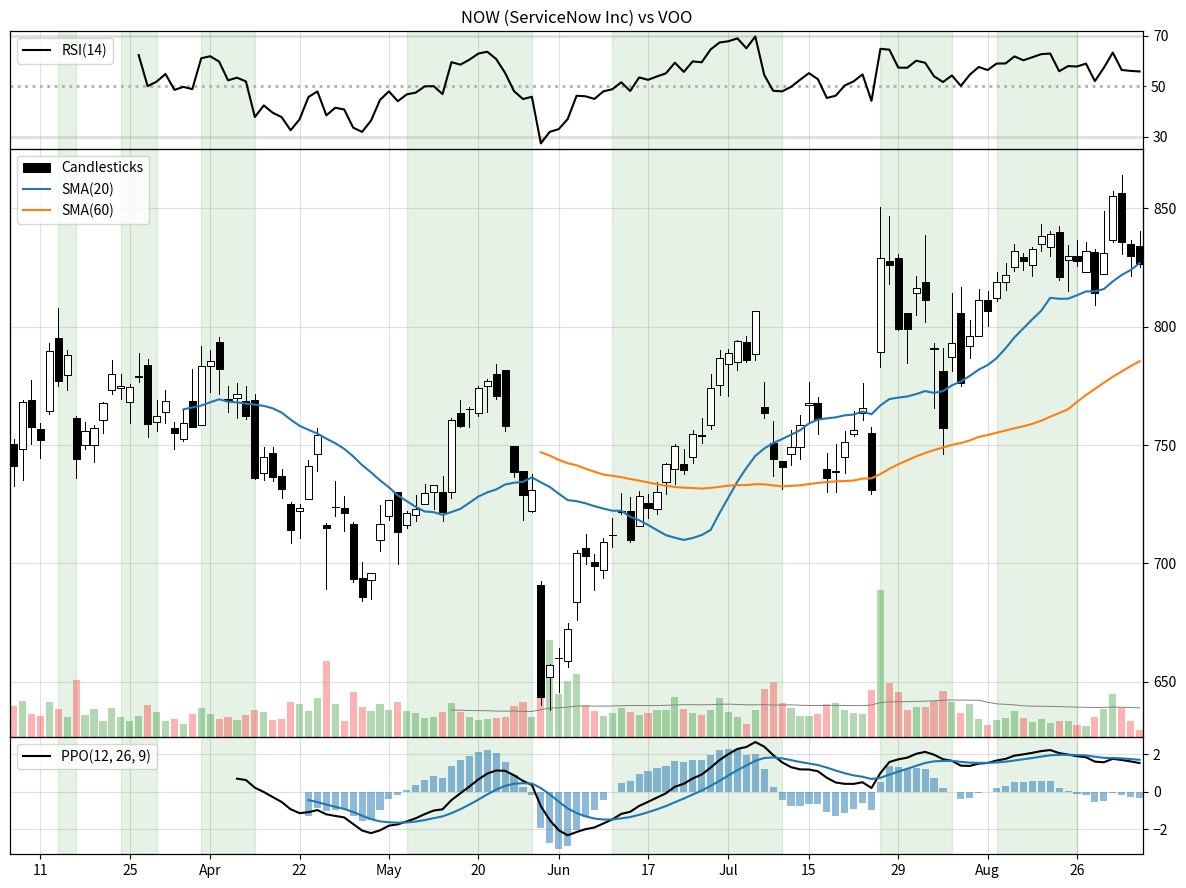 NOW (ServiceNow Inc) vs VOO
RSI(14)
70
50
30
Candlesticks
SMA(20)
SMA(60)
850
800
750
700
650
PPO(12, 26, 9)
2
0
−2
11 25 Apr 22 May 20 Jun 17 Jul 15 29 Aug 26